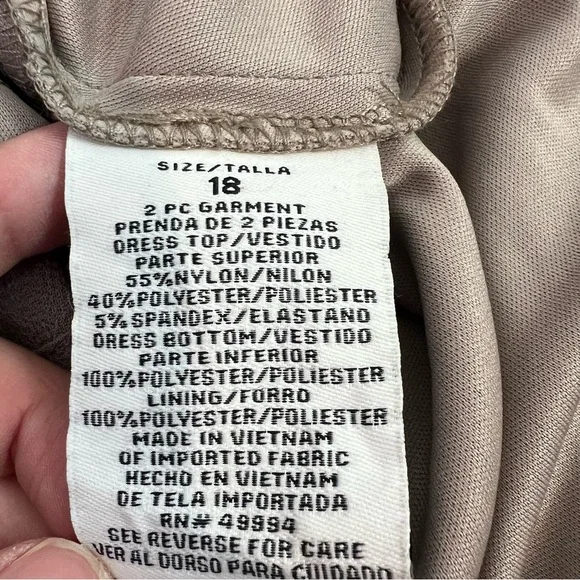 SIZE/TALLA
18
2 PC GARMENT
PRENDA DE 2 PIEZAS
DRESS TOP/VESTIDO
PARTE SUPERIOR
55%NYLON/NILON
40%POLYESTER/POLIESTER
5%SPANDEX/ELASTANO
DRESS BOTTOM/VESTIDO
PARTE INFERIOR
100%POLYESTER/POLIESTER
LINING/FORRO
100%POLYESTER/POLIESTER
MADE IN VIETNAM
OF IMPORTED FABRIC
HECHO EN VIETNAM
DE TELA IMPORTADA
RN# 49994
SEE REVERSE FOR CARE
VER AL DORSO PARA CUIDADO